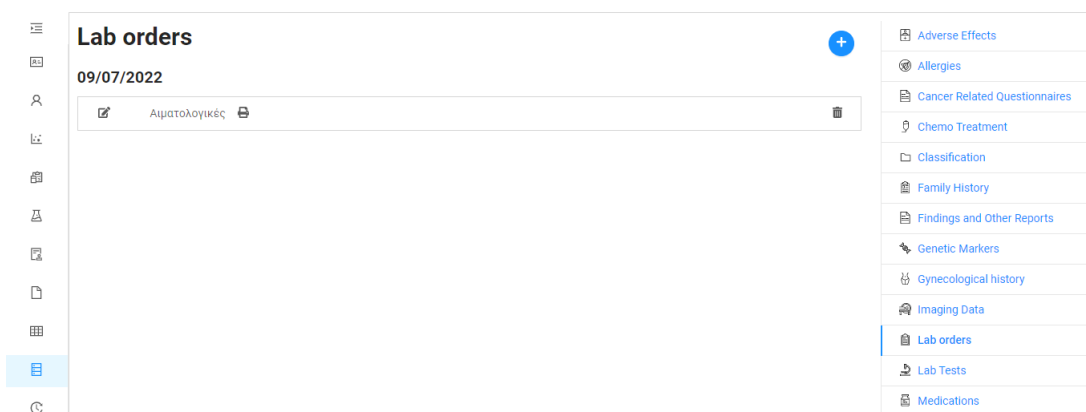 Lab orders
09/07/2022
Αιματολογικές
Adverse Effects
Allergies
Cancer Related Questionnaires
Chemo Treatment
Classification
Family History
Findings and Other Reports
Genetic Markers
Gynecological history
Imaging Data
Lab orders
Lab Tests
Medications